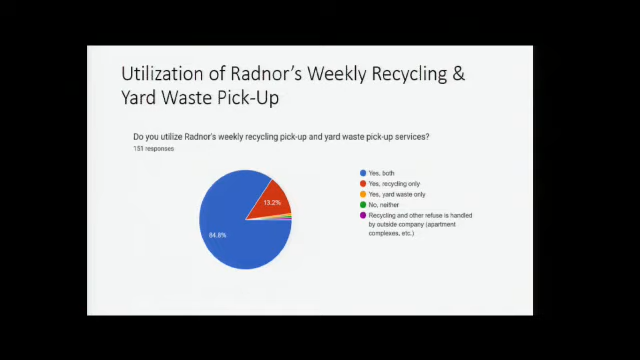 Utilization of Radnor's Weekly Recycling &
Yard Waste Pick-Up
Do you utilize Radnor's weekly recycling pick-up and yard waste pick-up services?
151 responses
Yes, both
Yes, recycling only
Yes, yard waste only
No, neither
Recycling and other refuse is handled
by outside company (apartment
complexes, etc.)
13.2%
84.8%